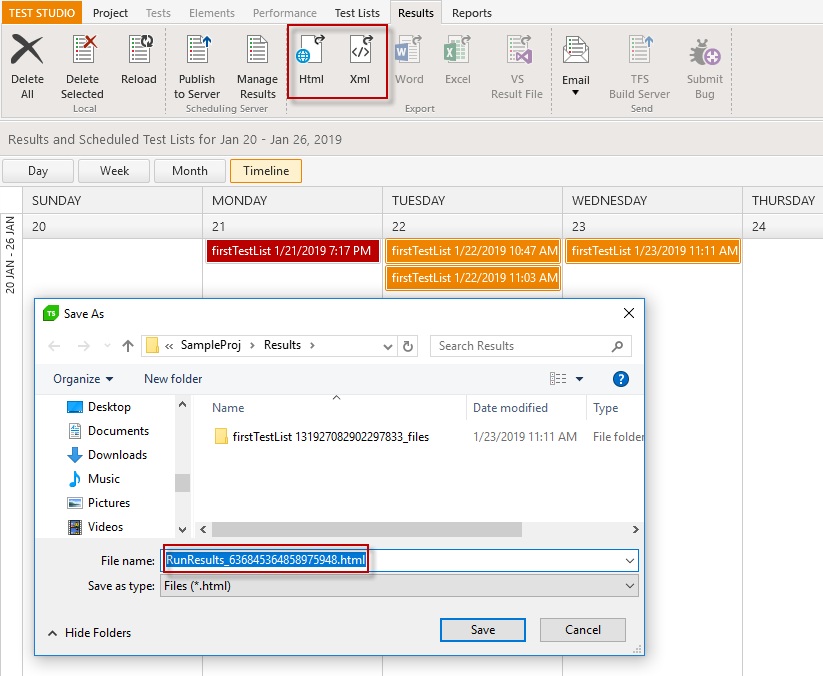 TEST STUDIO Project Tests Elements Performance Test Lists Results Reports
Delete All
Delete Selected
Reload
Local
Publish to Server
Manage Results
Scheduling Server
Html
Xml
Word
Excel
VS Result File
Export
Email
TFS Build Server
Submit Bug
Send
Results and Scheduled Test Lists for Jan 20 - Jan 26, 2019
Day Week Month Timeline
SUNDAY MONDAY TUESDAY WEDNESDAY THURSDAY
20 21 22 23 24
20 JAN - 26 JAN
firstTestList 1/21/2019 7:17 PM firstTestList 1/22/2019 10:47 AM firstTestList 1/23/2019 11:11 AM
firstTestList 1/22/2019 11:03 AM
TS Save As
« SampleProj > Results > Search Results
Organize New folder ?
Name Date modified Type
Desktop
Documents
Downloads
Music
Pictures
Videos
firstTestList 131927082902297833_files 1/23/2019 11:11 AM File folder
File name: RunResults_636845364858975948.html
Save as type: Files (*.html)
Hide Folders Save Cancel